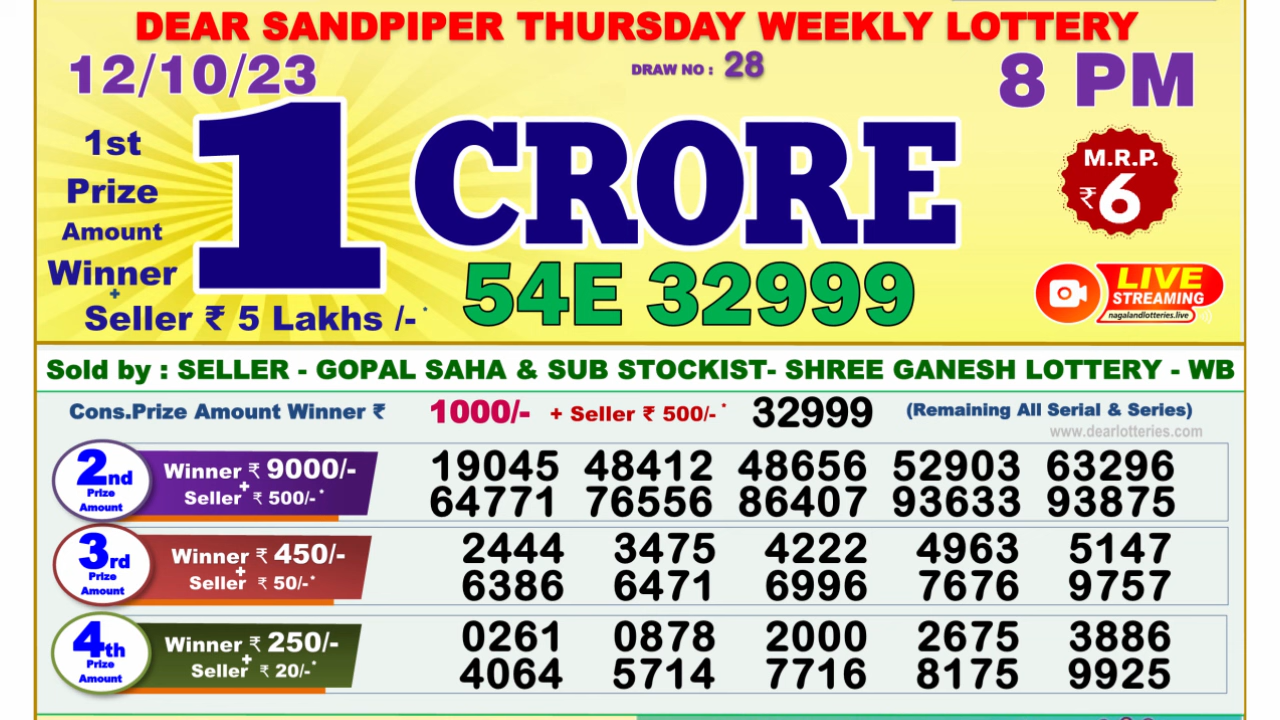 DEAR SANDPIPER THURSDAY WEEKLY LOTTERY
12/10/23
DRAW NO : 28
8 PM
1st
Prize
Amount
Winner
+
Seller ₹ 5 Lakhs /-*
1 CRORE
54E 32999
M.R.P.
₹6
LIVE
STREAMING
nagalandlotteries.live
Sold by : SELLER - GOPAL SAHA & SUB STOCKIST- SHREE GANESH LOTTERY - WB
Cons.Prize Amount Winner ₹ 1000/- + Seller ₹ 500/-* 32999 (Remaining All Serial & Series)
www.dearlotteries.com
2nd
Prize
Amount
Winner ₹ 9000/-
+
Seller ₹ 500/-*
19045 48412 48656 52903 63296
64771 76556 86407 93633 93875
3rd
Prize
Amount
Winner ₹ 450/-
+
Seller ₹ 50/-*
2444 3475 4222 4963 5147
6386 6471 6996 7676 9757
4th
Prize
Amount
Winner ₹ 250/-
+
Seller ₹ 20/-*
0261 0878 2000 2675 3886
4064 5714 7716 8175 9925